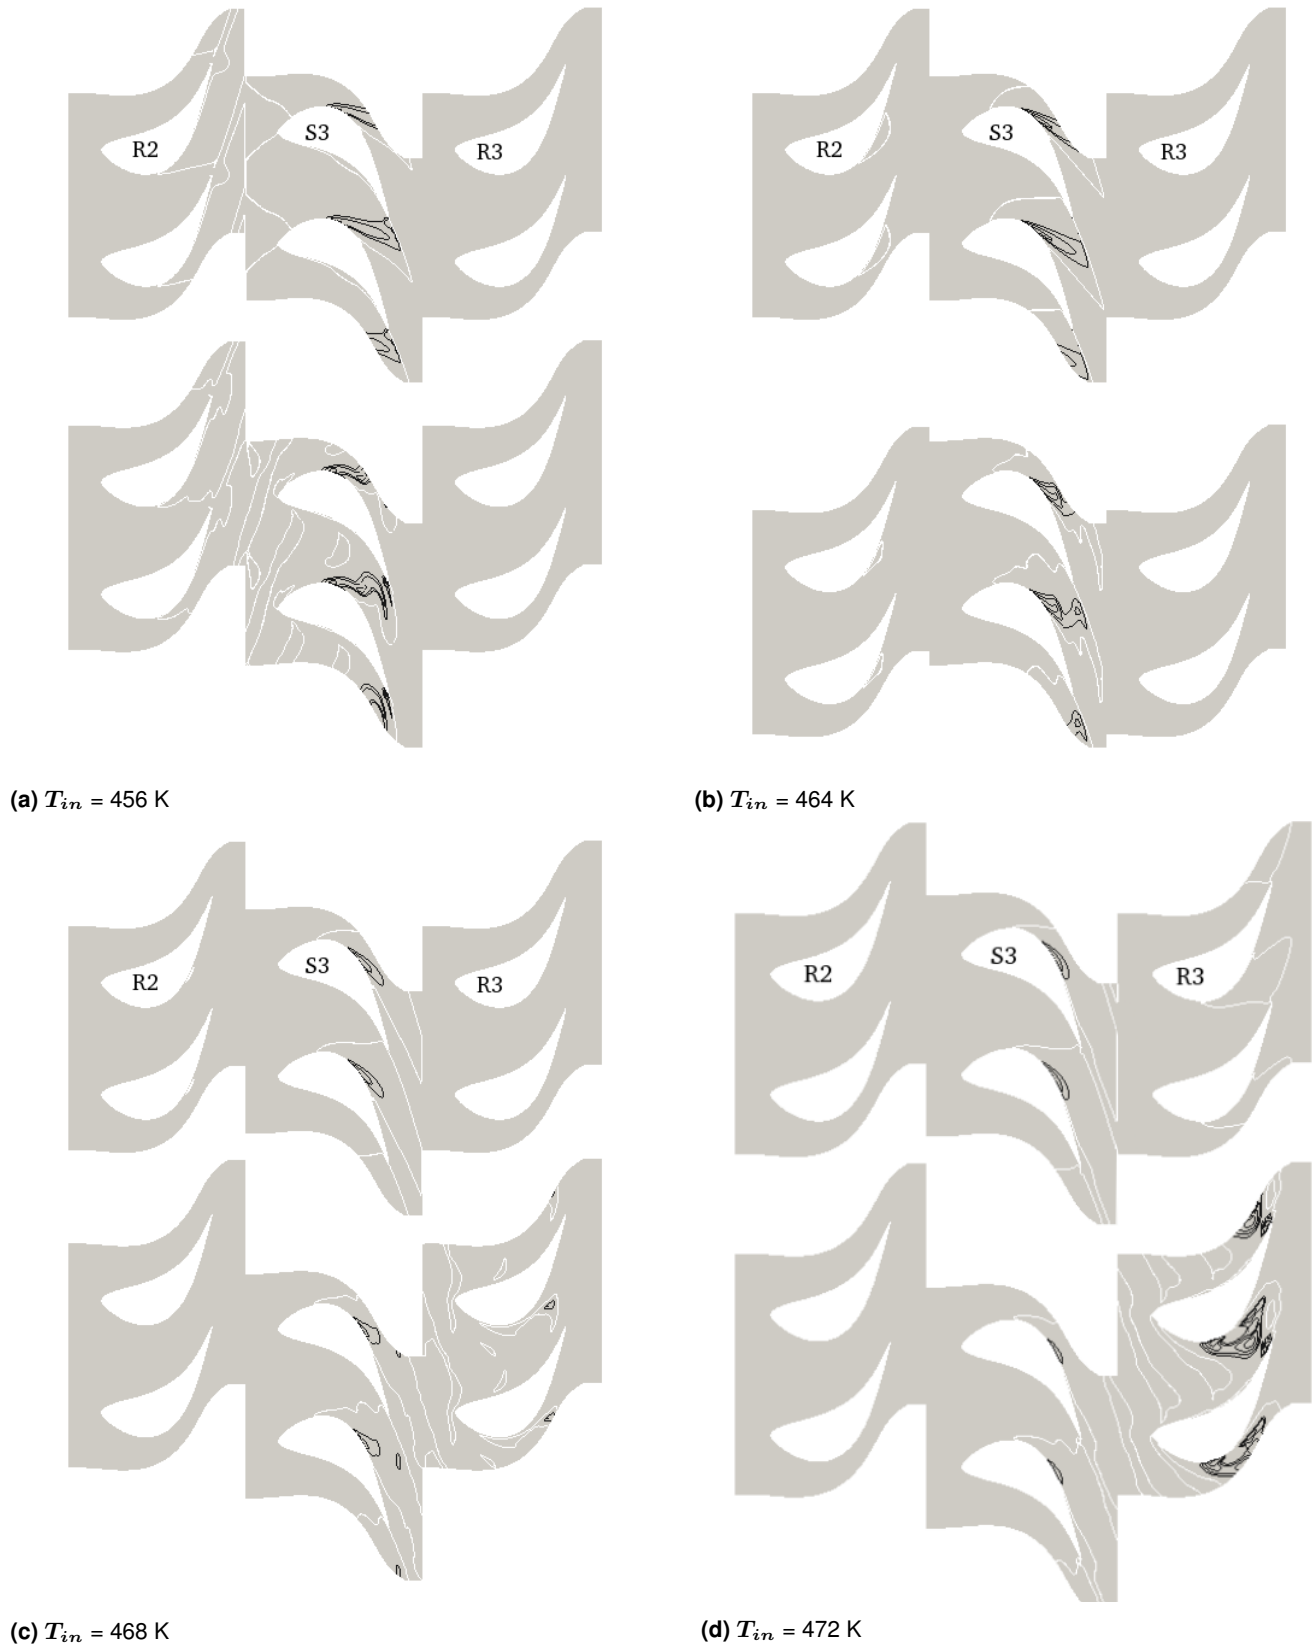 R2 S3 R3
R2 S3 R3
(a) T_in = 456 K
(b) T_in = 464 K
R2 S3 R3
R2 S3 R3
(c) T_in = 468 K
(d) T_in = 472 K